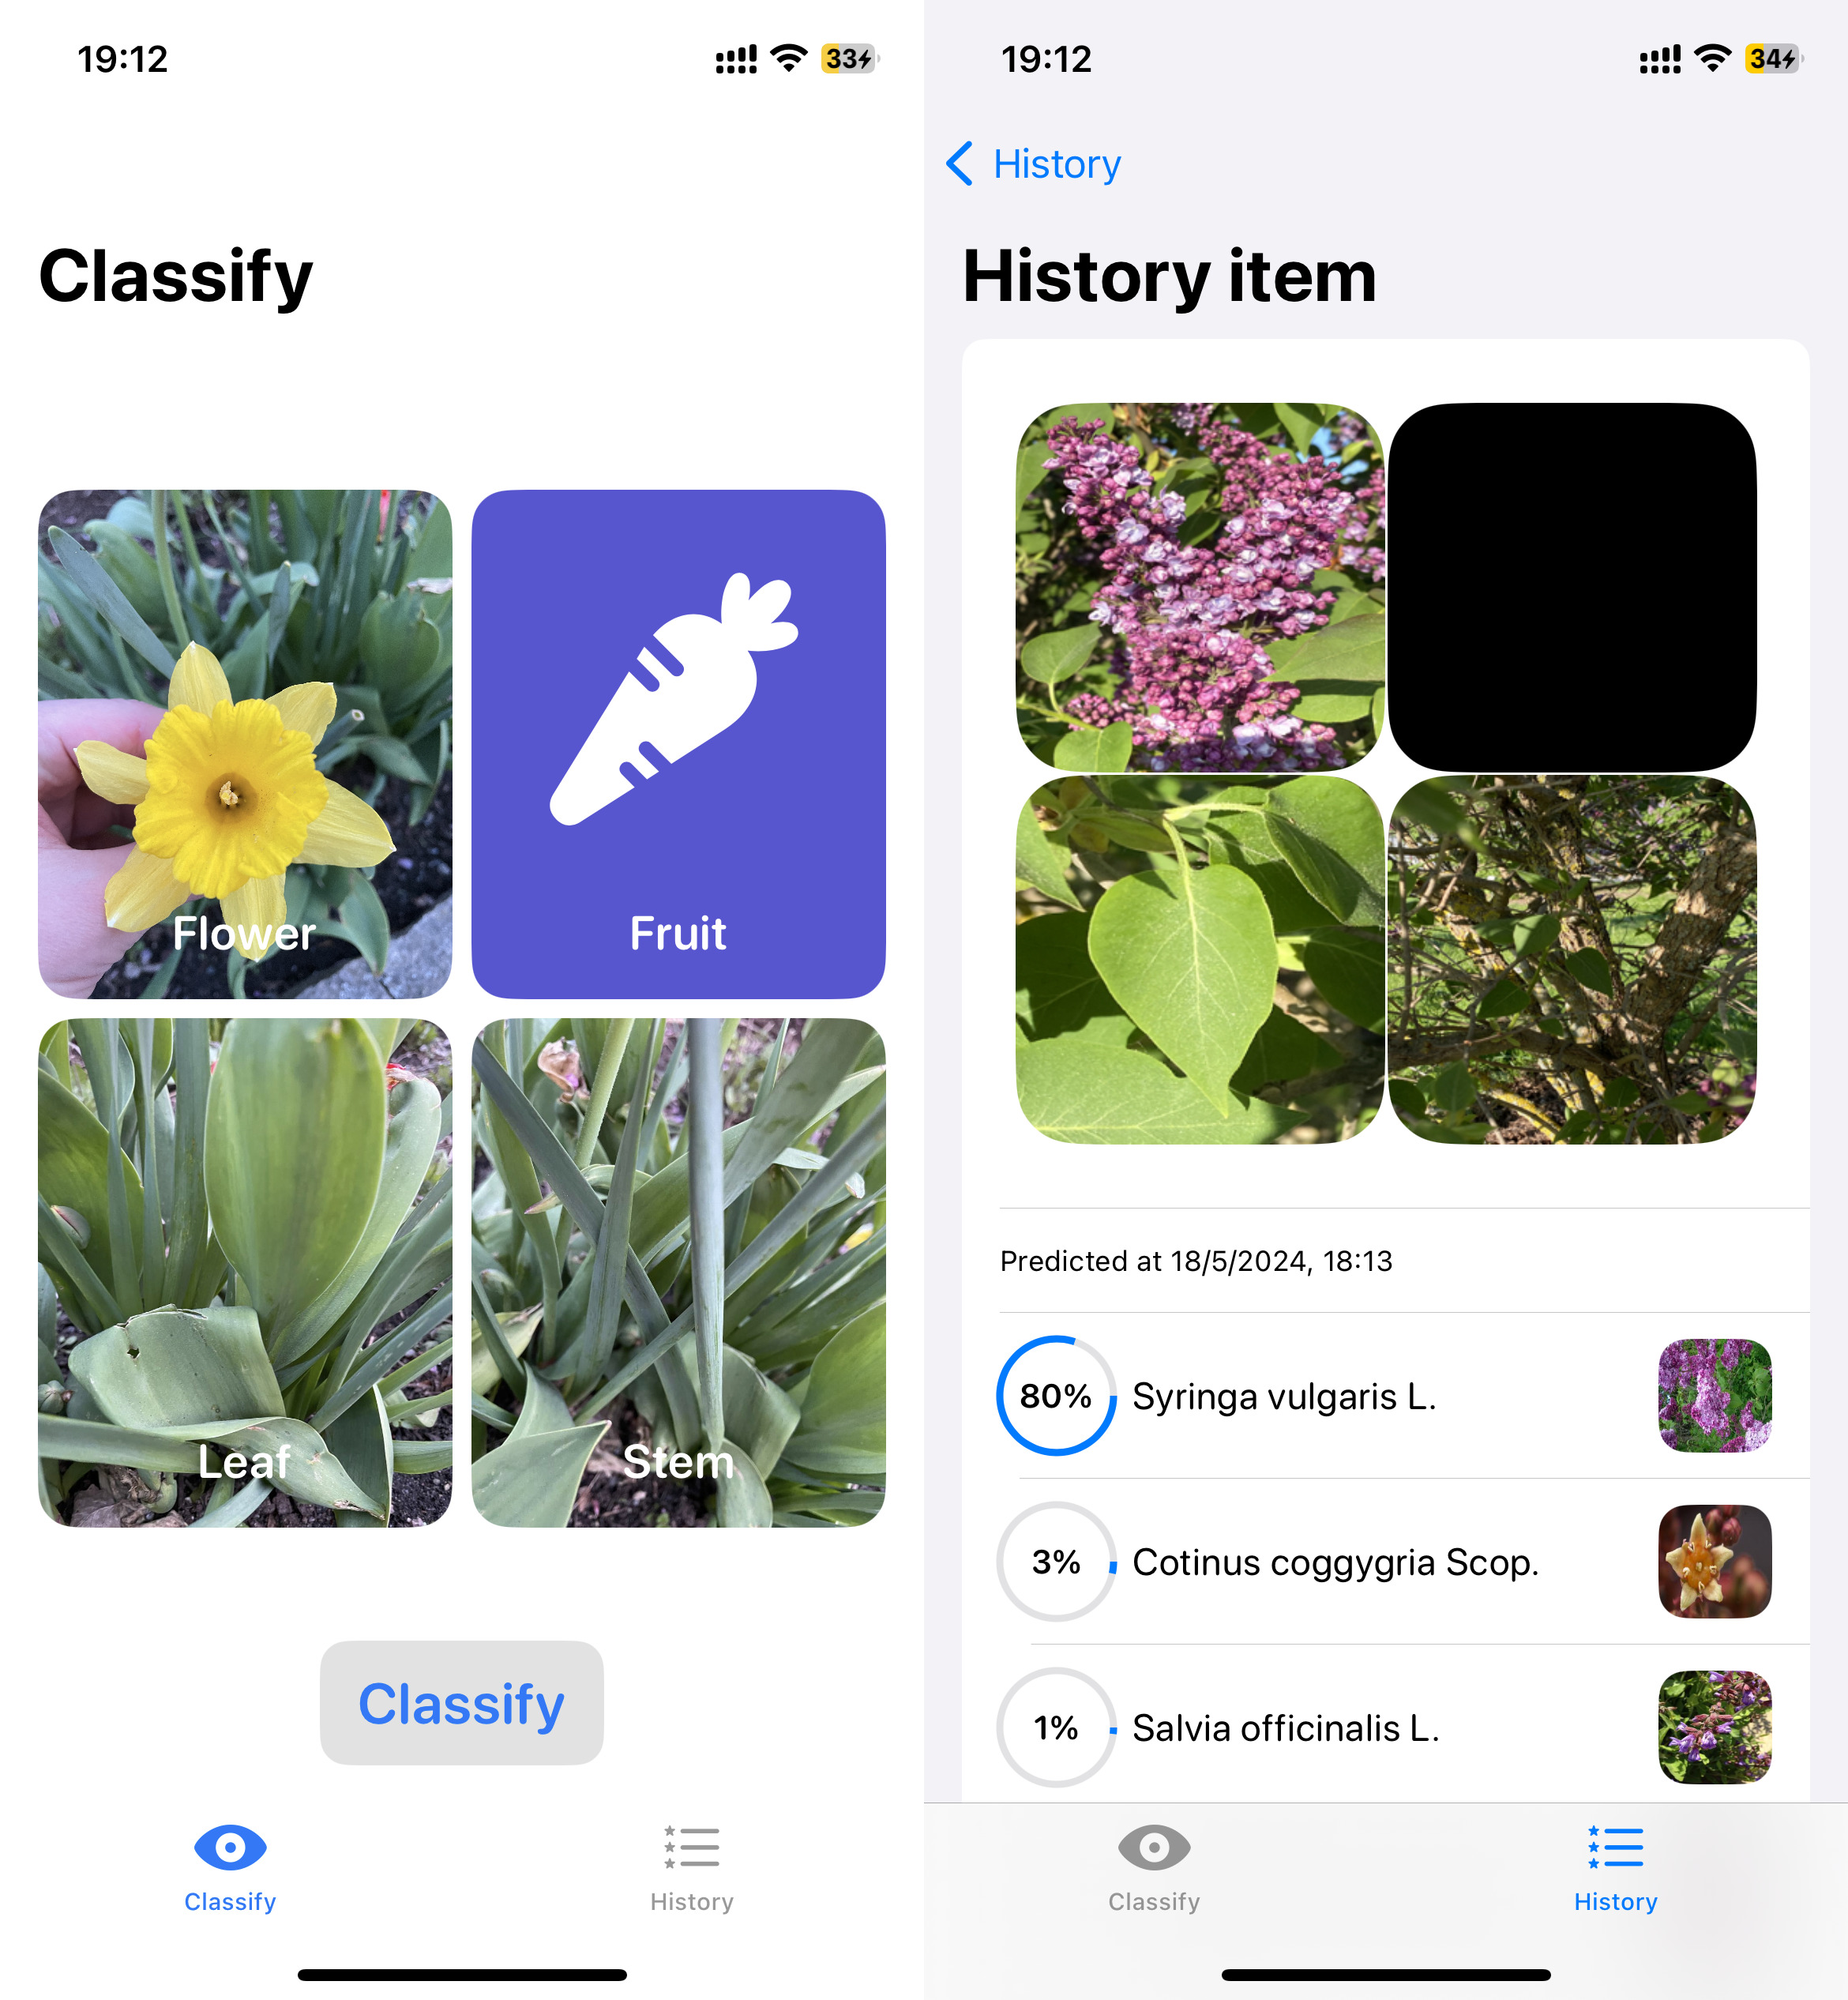 19:12
33
Classify
Flower
Fruit
Leaf
Stem
Classify
Classify
History
19:12
34
History
History item
Predicted at 18/5/2024, 18:13
80%
Syringa vulgaris L.
3%
Cotinus coggygria Scop.
1%
Salvia officinalis L.
Classify
History